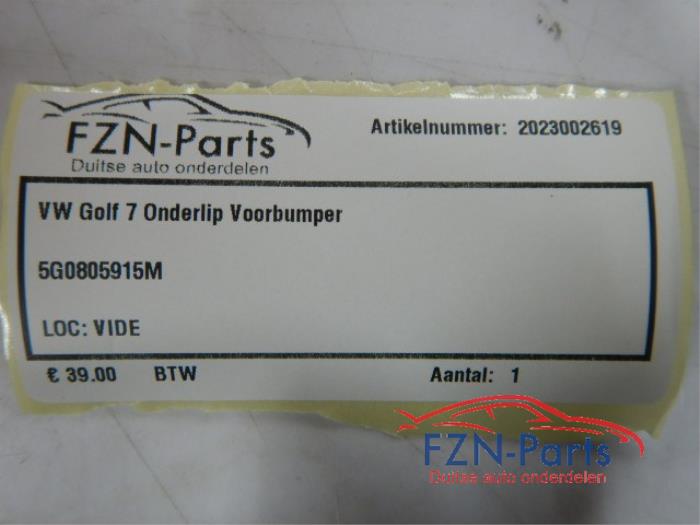 FZN-Parts
Duitse auto onderdelen
Artikelnummer: 2023002619
VW Golf 7 Onderlip Voorbumper
5G0805915M
LOC: VIDE
€ 39.00 BTW Aantal: 1
FZN-Parts
Duitse auto onderdelen